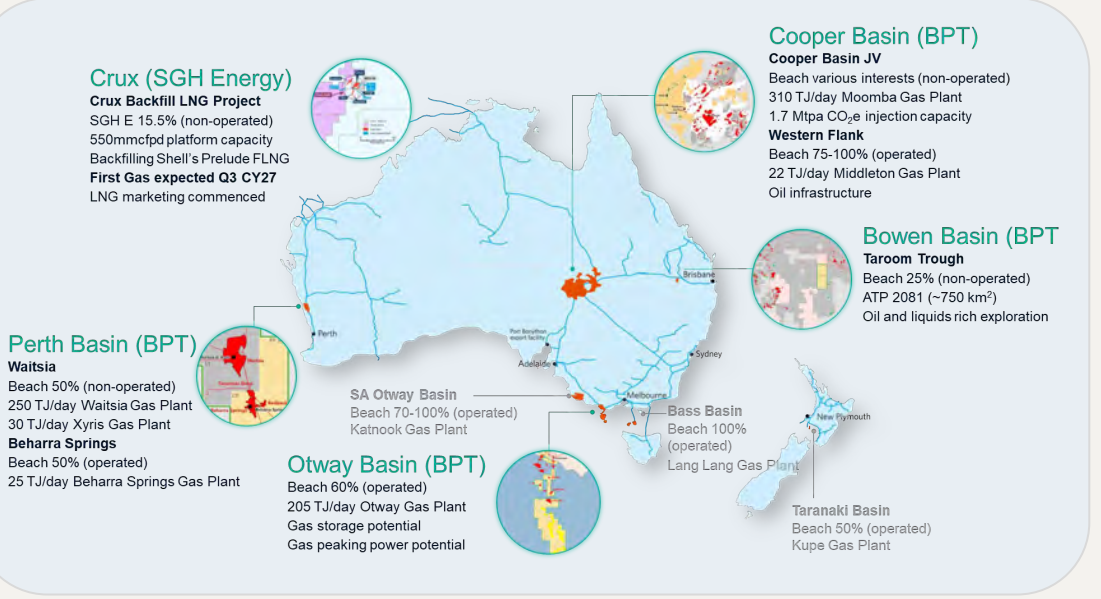 Crux (SGH Energy)
Crux Backfill LNG Project
SGH E 15.5% (non-operated)
550mmcfpd platform capacity
Backfilling Shell's Prelude FLNG
First Gas expected Q3 CY27
LNG marketing commenced
Cooper Basin (BPT)
Cooper Basin JV
Beach various interests (non-operated)
310 TJ/day Moomba Gas Plant
1.7 Mtpa CO₂e injection capacity
Western Flank
Beach 75-100% (operated)
22 TJ/day Middleton Gas Plant
Oil infrastructure
Bowen Basin (BPT
Taroom Trough
Beach 25% (non-operated)
ATP 2081 (~750 km²)
Oil and liquids rich exploration
Brisbane
Perth
Port Bonython
export facility
Adelaide
Sydney
Melbourne
New Plymouth
Perth Basin (BPT)
Waitsia
Beach 50% (non-operated)
250 TJ/day Waitsia Gas Plant
30 TJ/day Xyris Gas Plant
Beharra Springs
Beach 50% (operated)
25 TJ/day Beharra Springs Gas Plant
SA Otway Basin
Beach 70-100% (operated)
Katnook Gas Plant
Bass Basin
Beach 100%
(operated)
Lang Lang Gas Plant
Otway Basin (BPT)
Beach 60% (operated)
205 TJ/day Otway Gas Plant
Gas storage potential
Gas peaking power potential
Taranaki Basin
Beach 50% (operated)
Kupe Gas Plant